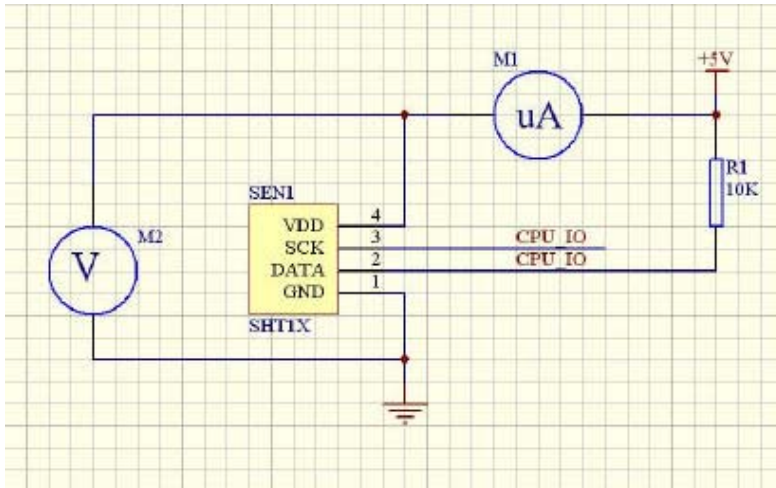 M1
+5V
uA
R1
10K
SEN1
VDD 4
SCK 3 CPU_IO
DATA 2 CPU_IO
GND 1
SHT1X
V
M2